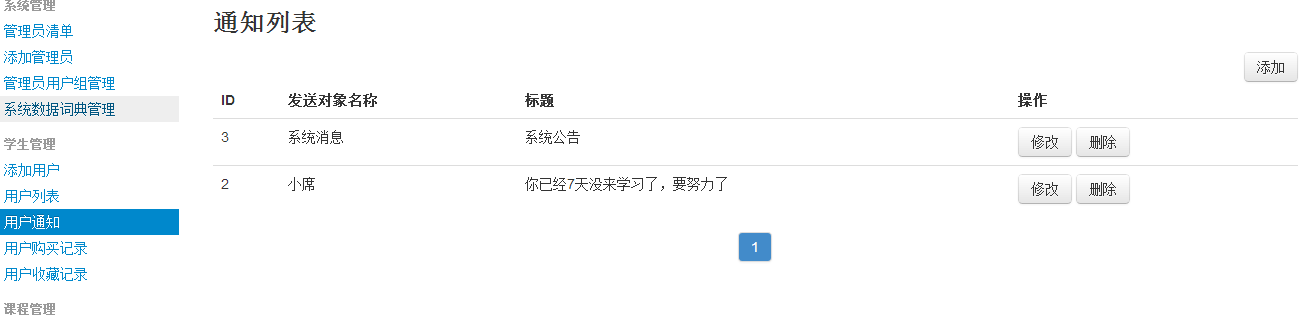 系统管理
管理员清单
添加管理员
管理员用户组管理
系统数据词典管理
学生管理
添加用户
用户列表
用户通知
用户购买记录
用户收藏记录
课程管理
通知列表
添加
ID 发送对象名称 标题 操作
3 系统消息 系统公告 修改 删除
2 小席 你已经7天没来学习了，要努力了 修改 删除
1